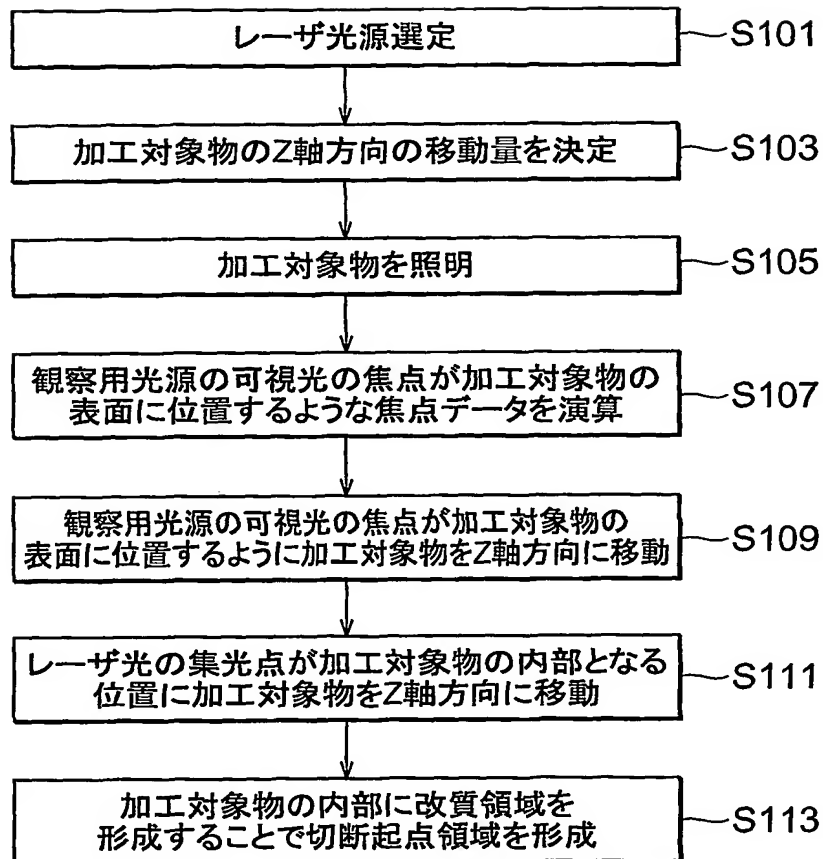 レーザ光源選定
S101
加工対象物のZ軸方向の移動量を決定
S103
加工対象物を照明
S105
観察用光源の可視光の焦点が加工対象物の
表面に位置するような焦点データを演算
S107
観察用光源の可視光の焦点が加工対象物の
表面に位置するように加工対象物をZ軸方向に移動
S109
レーザ光の集光点が加工対象物の内部となる
位置に加工対象物をZ軸方向に移動
S111
加工対象物の内部に改質領域を
形成することで切断起点領域を形成
S113